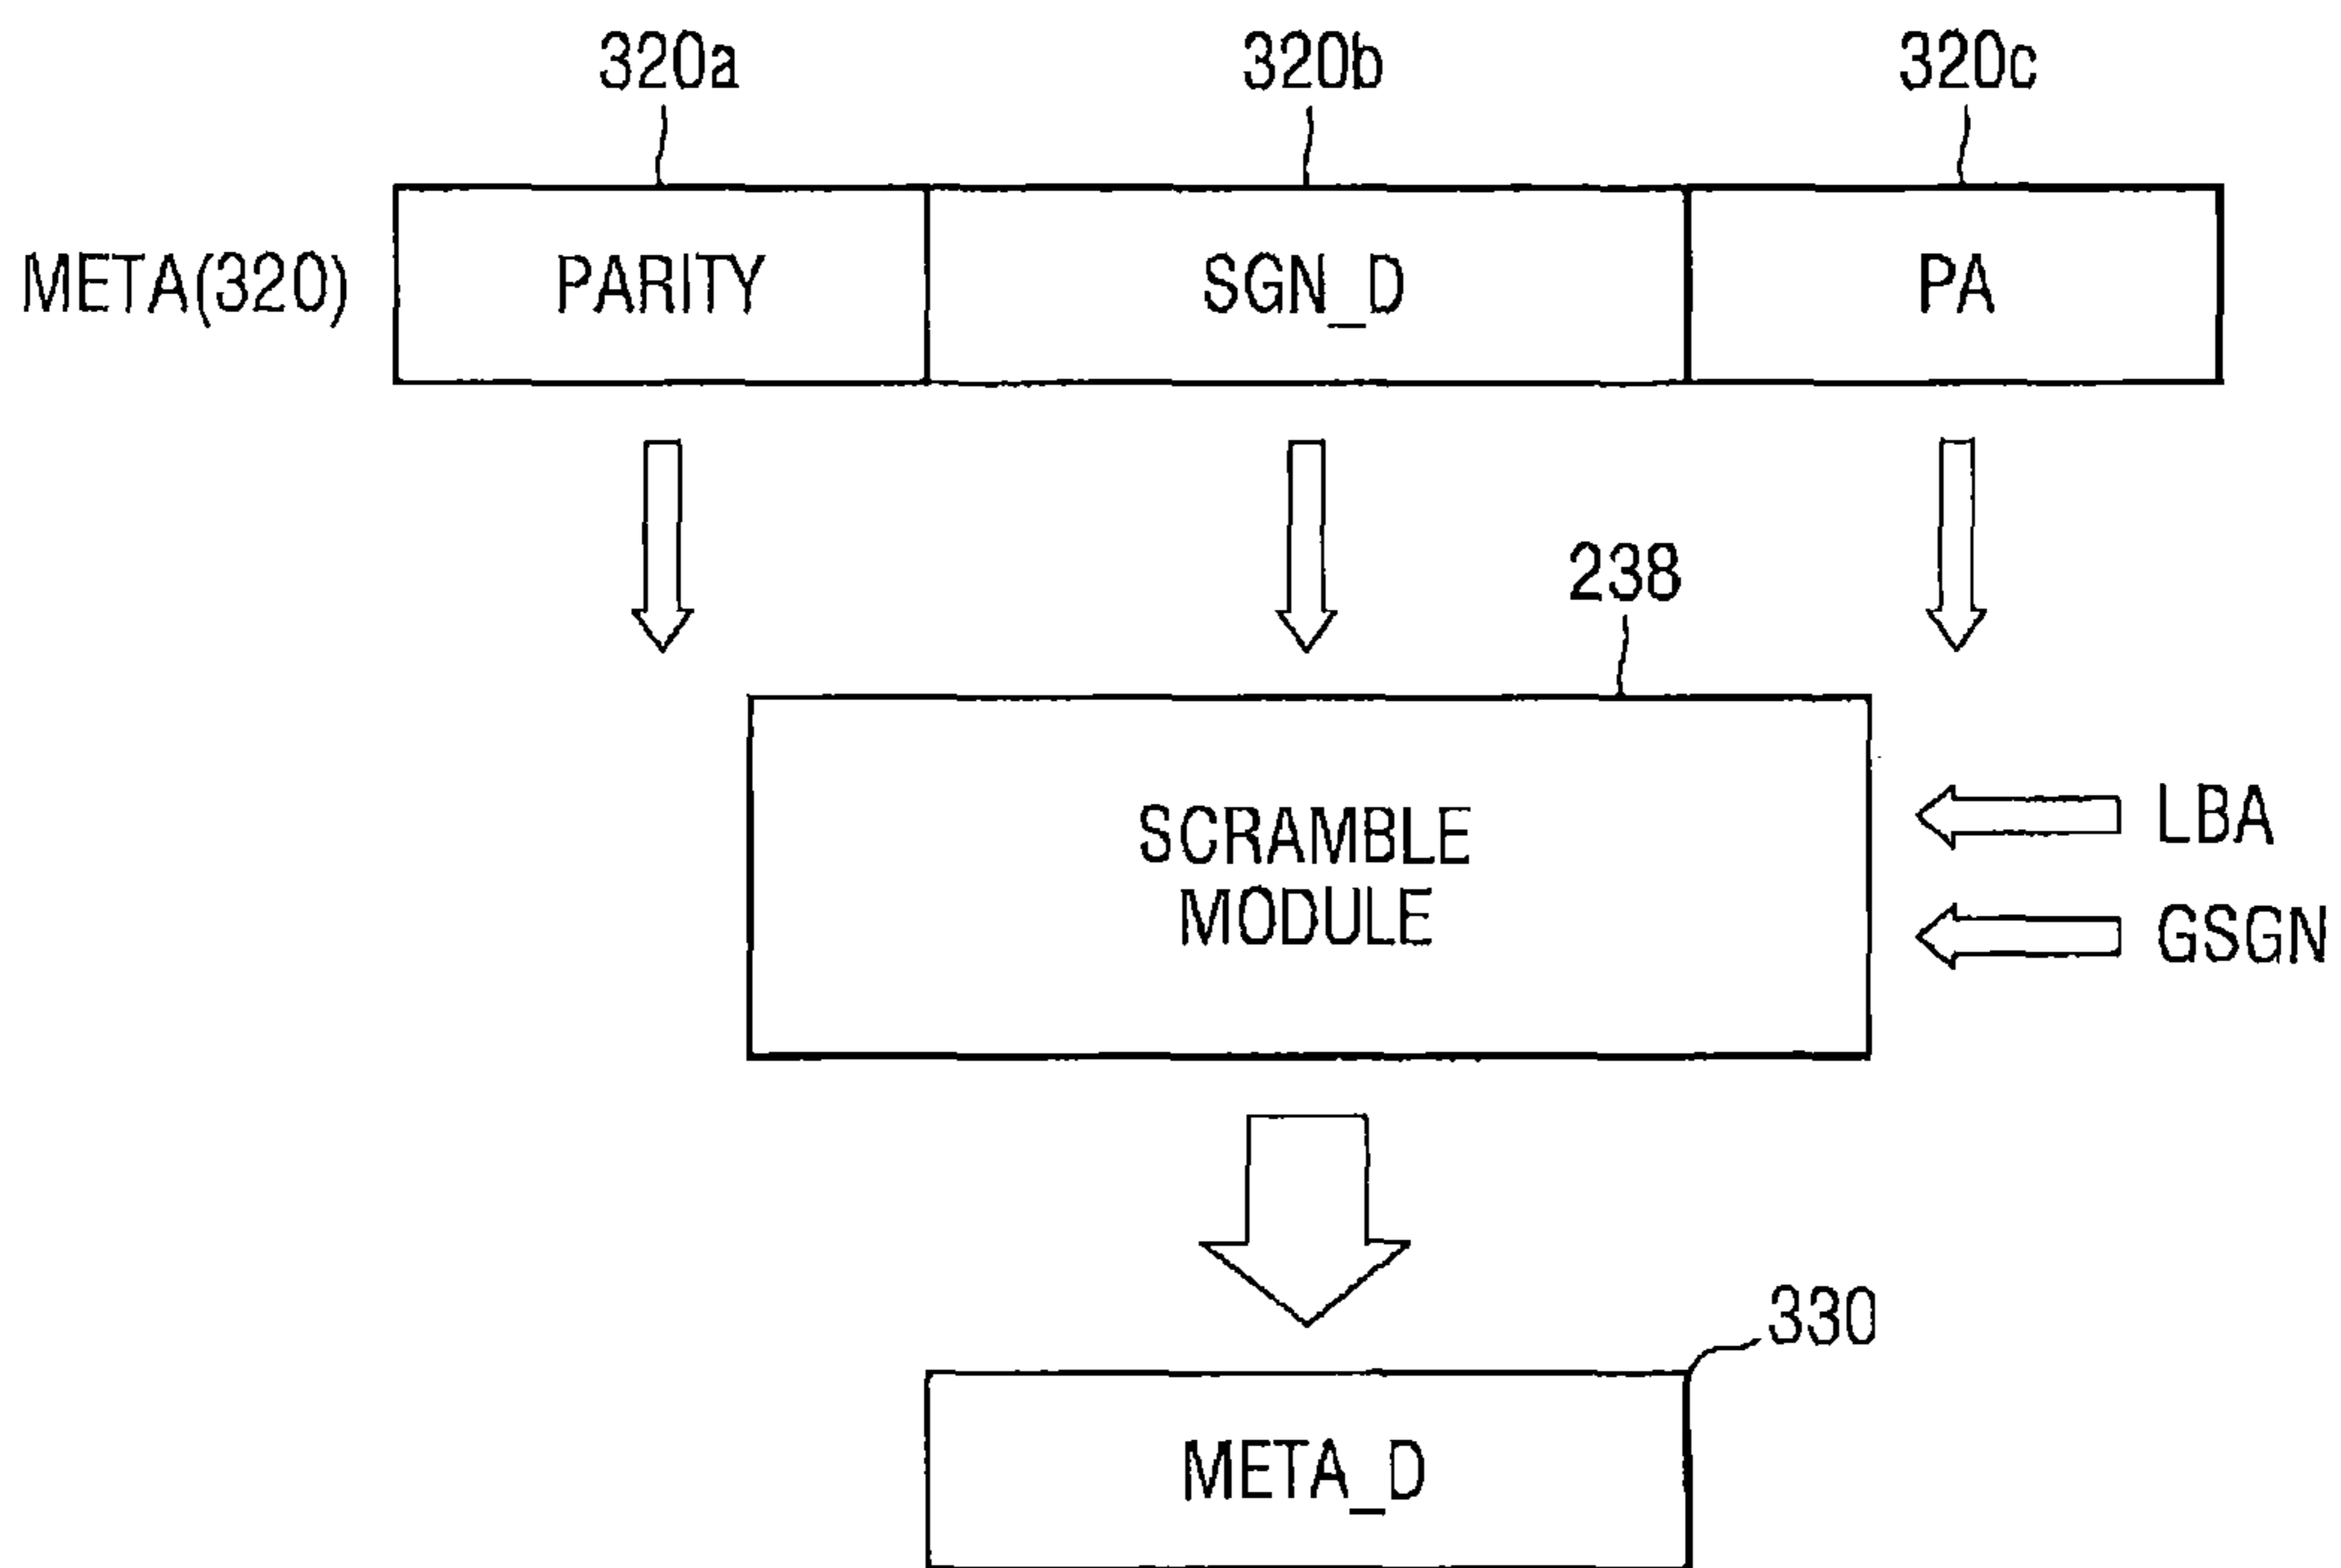 320a 320b 320c
META(320) PARITY SGN_D PA
238
SCRAMBLE
MODULE
LBA
GSGN
330
META_D